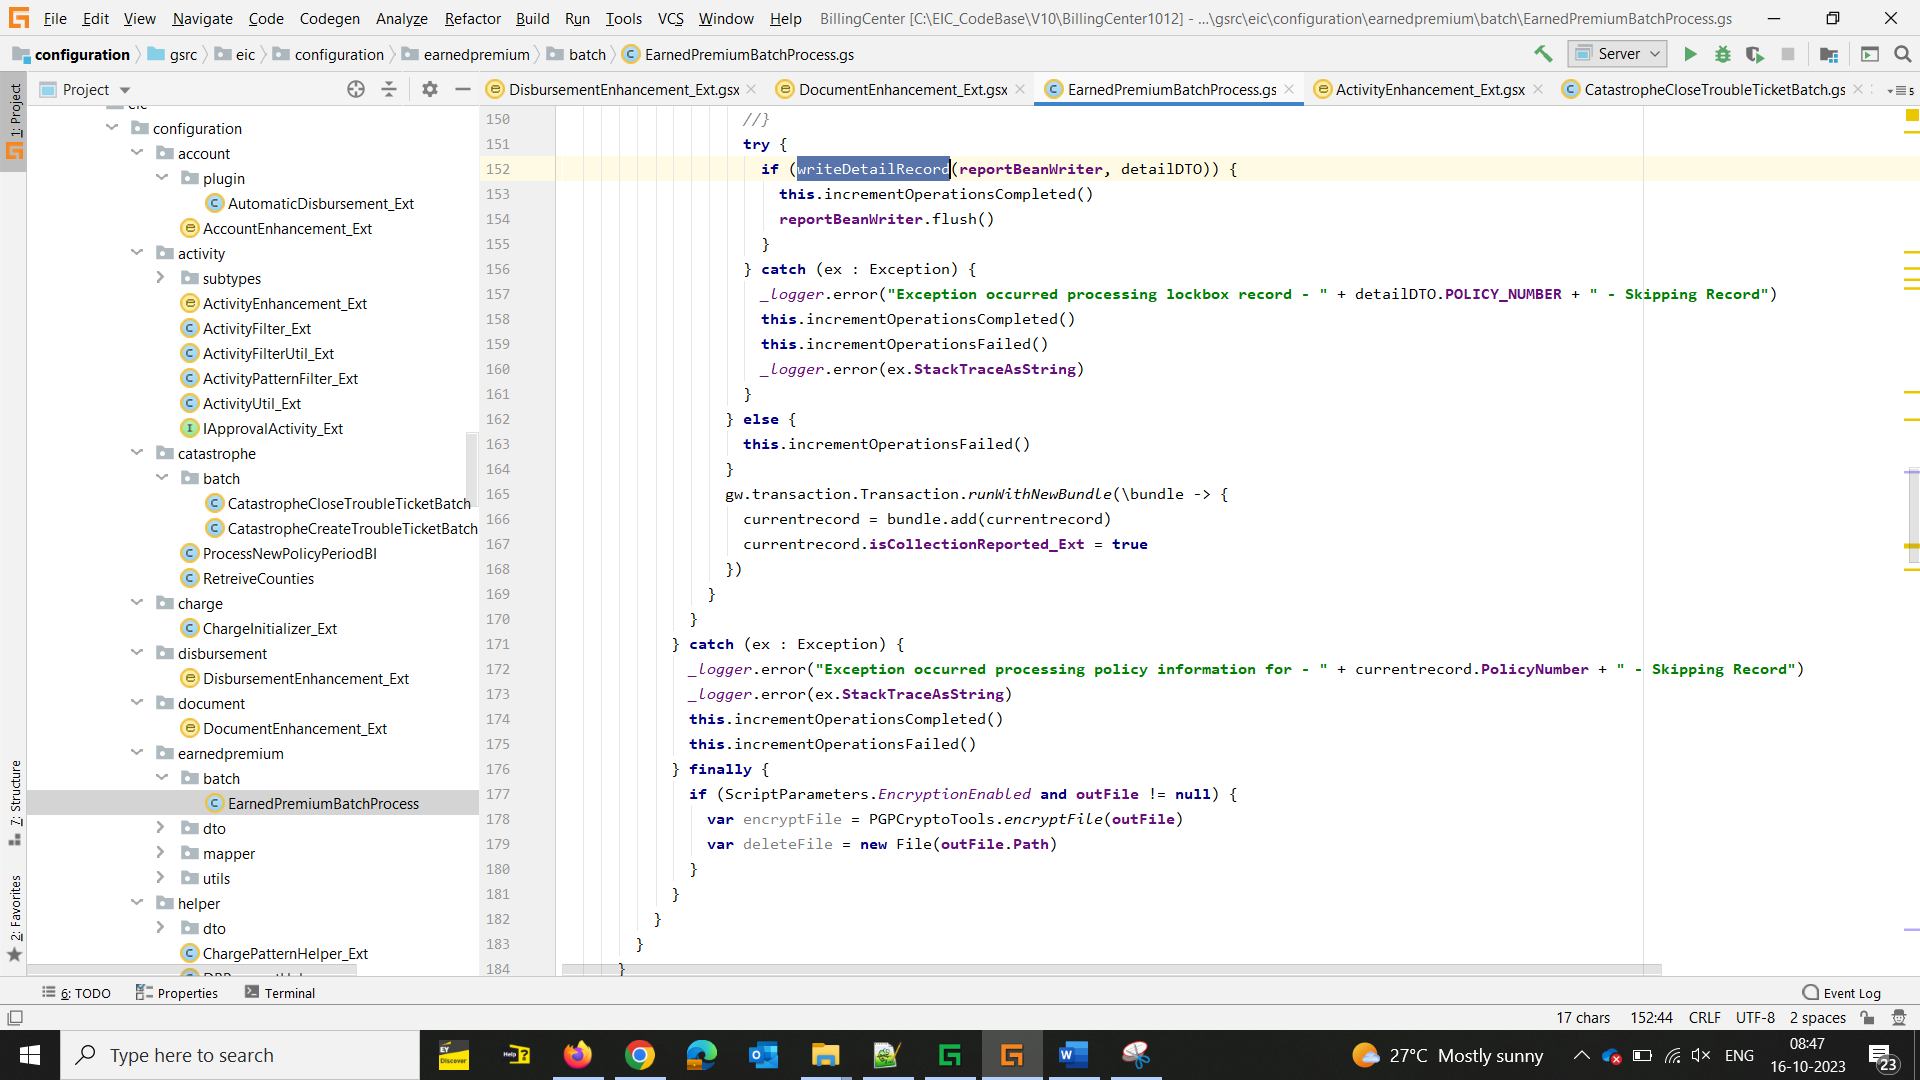 File Edit View Navigate Code Codegen Analyze Refactor Build Run Tools VCS Window Help BillingCenter [C:\EIC_CodeBase\V10\BillingCenter1012] - ...\gsrc\eic\configuration\earnedpremium\batch\EarnedPremiumBatchProcess.gs
configuration gsrc eic configuration earnedpremium batch EarnedPremiumBatchProcess.gs Server
1: Project
7: Structure
2: Favorites
Project
DisbursementEnhancement_Ext.gsx DocumentEnhancement_Ext.gsx EarnedPremiumBatchProcess.gs ActivityEnhancement_Ext.gsx CatastropheCloseTroubleTicketBatch.gs 5
eic
configuration
account
plugin
AutomaticDisbursement_Ext
AccountEnhancement_Ext
activity
subtypes
ActivityEnhancement_Ext
ActivityFilter_Ext
ActivityFilterUtil_Ext
ActivityPatternFilter_Ext
ActivityUtil_Ext
IApprovalActivity_Ext
catastrophe
batch
CatastropheCloseTroubleTicketBatch
CatastropheCreateTroubleTicketBatch
ProcessNewPolicyPeriodBI
RetreiveCounties
charge
ChargeInitializer_Ext
disbursement
DisbursementEnhancement_Ext
document
DocumentEnhancement_Ext
earnedpremium
batch
EarnedPremiumBatchProcess
dto
mapper
utils
helper
dto
ChargePatternHelper_Ext
150 //}
151 try {
152 if (writeDetailRecord(reportBeanWriter, detailDTO)) {
153 this.incrementOperationsCompleted()
154 reportBeanWriter.flush()
155 }
156 } catch (ex : Exception) {
157 _logger.error("Exception occurred processing lockbox record - " + detailDTO.POLICY_NUMBER + " - Skipping Record")
158 this.incrementOperationsCompleted()
159 this.incrementOperationsFailed()
160 _logger.error(ex.StackTraceAsString)
161 }
162 } else {
163 this.incrementOperationsFailed()
164 }
165 gw.transaction.Transaction.runWithNewBundle(\bundle -> {
166 currentrecord = bundle.add(currentrecord)
167 currentrecord.isCollectionReported_Ext = true
168 })
169 }
170 }
171 } catch (ex : Exception) {
172 _logger.error("Exception occurred processing policy information for - " + currentrecord.PolicyNumber + " - Skipping Record")
173 _logger.error(ex.StackTraceAsString)
174 this.incrementOperationsCompleted()
175 this.incrementOperationsFailed()
176 } finally {
177 if (ScriptParameters.EncryptionEnabled and outFile != null) {
178 var encryptFile = PGPCryptoTools.encryptFile(outFile)
179 var deleteFile = new File(outFile.Path)
180 }
181 }
182 }
183 }
184 }
6: TODO Properties Terminal Event Log
17 chars 152:44 CRLF UTF-8 2 spaces
Type here to search EY Discover Help ? 27°C Mostly sunny ENG 08:47
16-10-2023 23